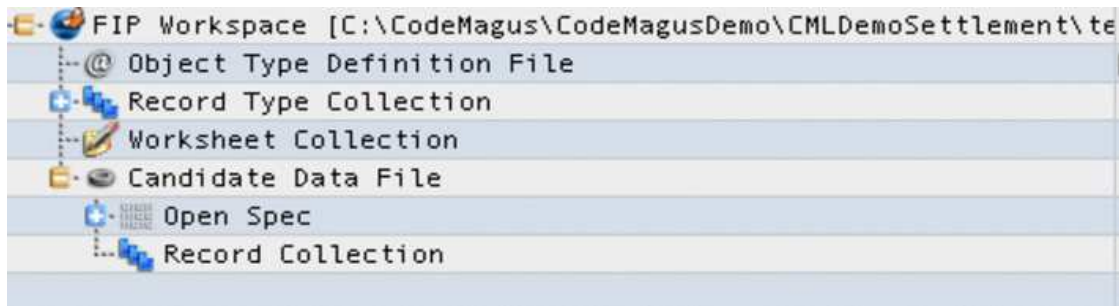 FIP Workspace [C:\CodeMagus\CodeMagusDemo\CMLDemoSettlement\te
@ Object Type Definition File
Record Type Collection
Worksheet Collection
Candidate Data File
Open Spec
Record Collection